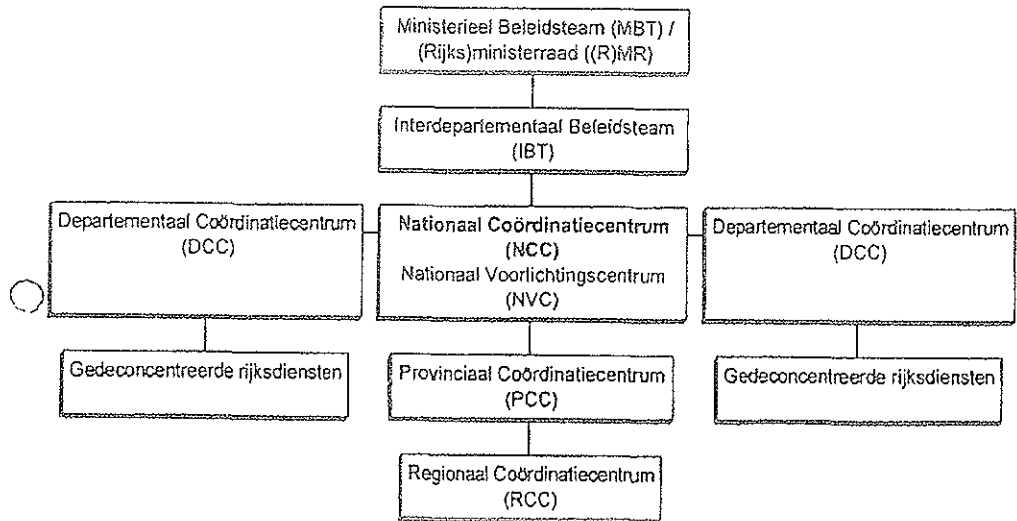 Ministerieel Beleidsteam (MBT) /
(Rijks)ministerraad ((R)MR)
Interdepartementaal Beleidsteam
(IBT)
Departementaal Coördinatiecentrum
(DCC)
Nationaal Coördinatiecentrum
(NCC)
Nationaal Voorlichtingscentrum
(NVC)
Departementaal Coördinatiecentrum
(DCC)
Gedeconcentreerde rijksdiensten
Provinciaal Coördinatiecentrum
(PCC)
Gedeconcentreerde rijksdiensten
Regionaal Coördinatiecentrum
(RCC)